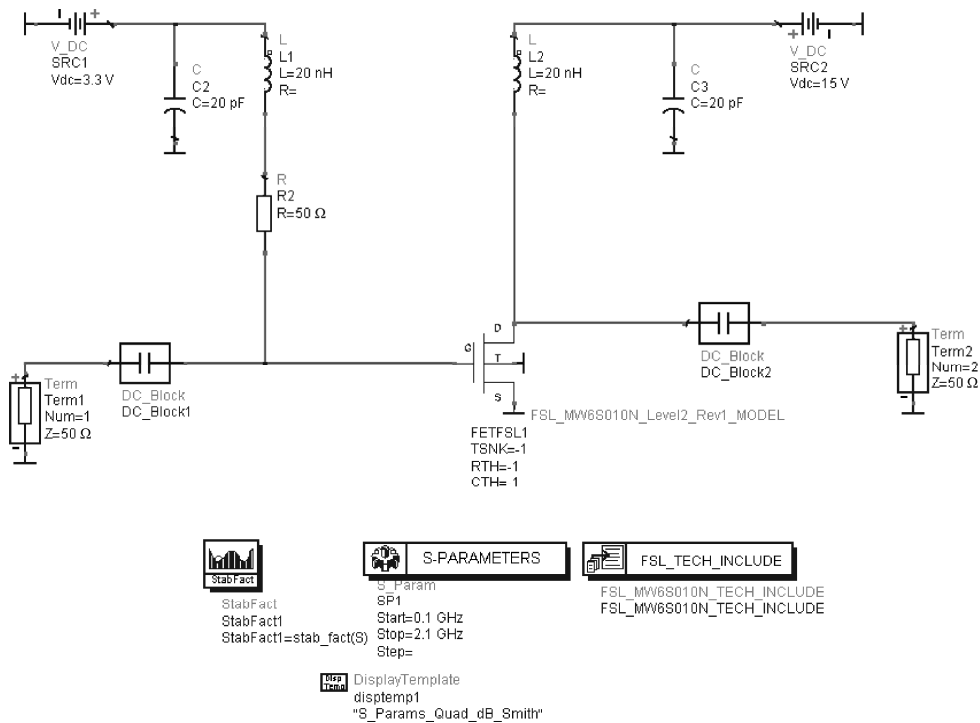 V_DC
SRC1
Vdc=3.3 V
C
C2
C=20 pF
L
L1
L=20 nH
R=
R
R2
R=50 Ω
L
L2
L=20 nH
R=
C
C3
C=20 pF
V_DC
SRC2
Vdc=15 V
Term
Term1
Num=1
Z=50 Ω
DC_Block
DC_Block1
G
D
T
S
FSL_MW6S010N_Level2_Rev1_MODEL
FETFSL1
TSNK=-1
RTH=-1
CTH= 1
DC_Block
DC_Block2
Term
Term2
Num=2
Z=50 Ω
StabFact
StabFact
StabFact1
StabFact1=stab_fact(S)
S-PARAMETERS
S_Param
SP1
Start=0.1 GHz
Stop=2.1 GHz
Step=
FSL_TECH_INCLUDE
FSL_MW6S010N_TECH_INCLUDE
FSL_MW6S010N_TECH_INCLUDE
Disp
Temp
DisplayTemplate
disptemp1
"S_Params_Quad_dB_Smith"